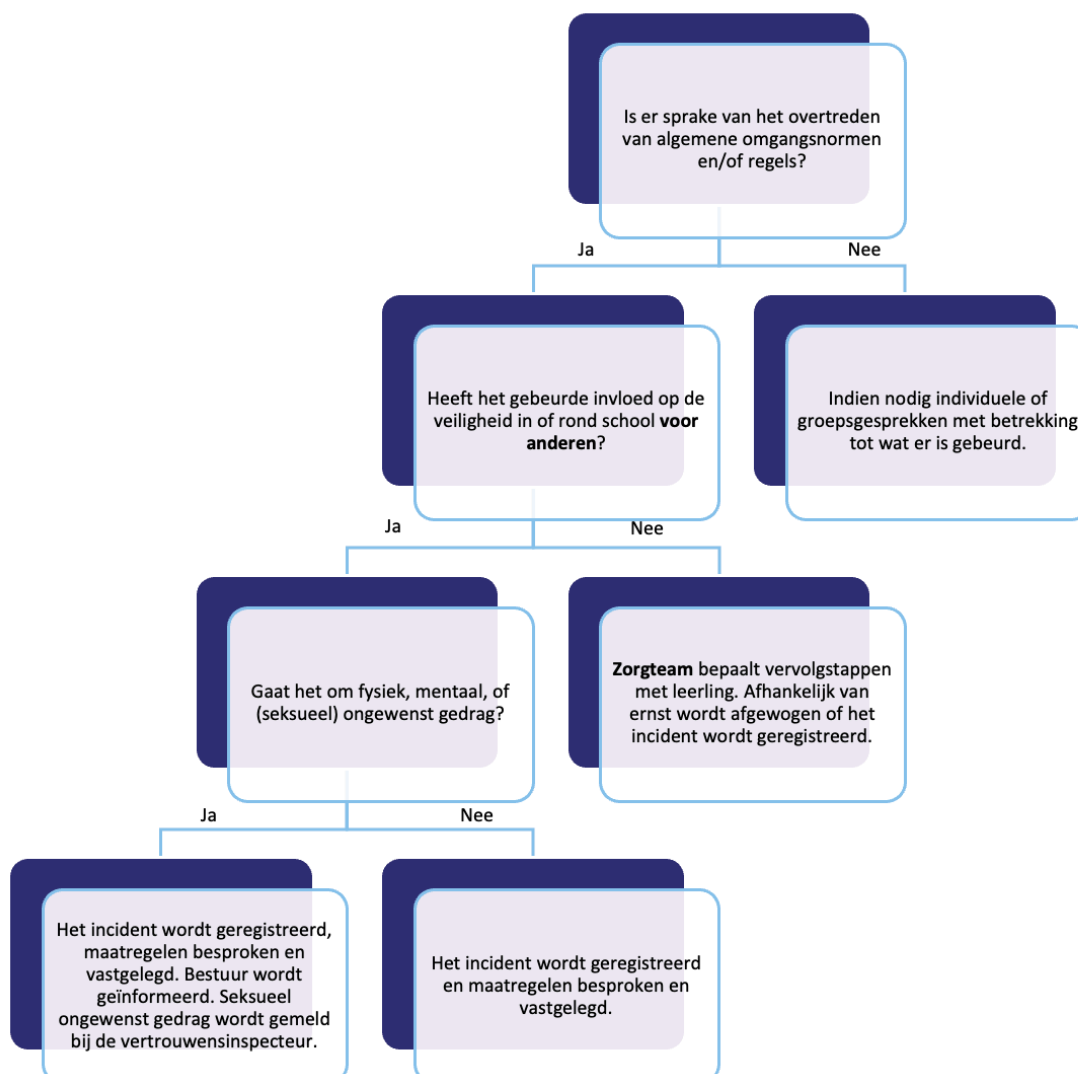 Is er sprake van het overtreden
van algemene omgangsnormen
en/of regels?
Ja
Nee
Heeft het gebeurde invloed op de
veiligheid in of rond school voor
anderen?
Indien nodig individuele of
groepsgesprekken met betrekking
tot wat er is gebeurd.
Ja
Nee
Gaat het om fysiek, mentaal, of
(seksueel) ongewenst gedrag?
Zorgteam bepaalt vervolgstappen
met leerling. Afhankelijk van
ernst wordt afgewogen of het
incident wordt geregistreerd.
Ja
Nee
Het incident wordt geregistreerd,
maatregelen besproken en
vastgelegd. Bestuur wordt
geïnformeerd. Seksueel
ongewenst gedrag wordt gemeld
bij de vertrouwensinspecteur.
Het incident wordt geregistreerd
en maatregelen besproken en
vastgelegd.